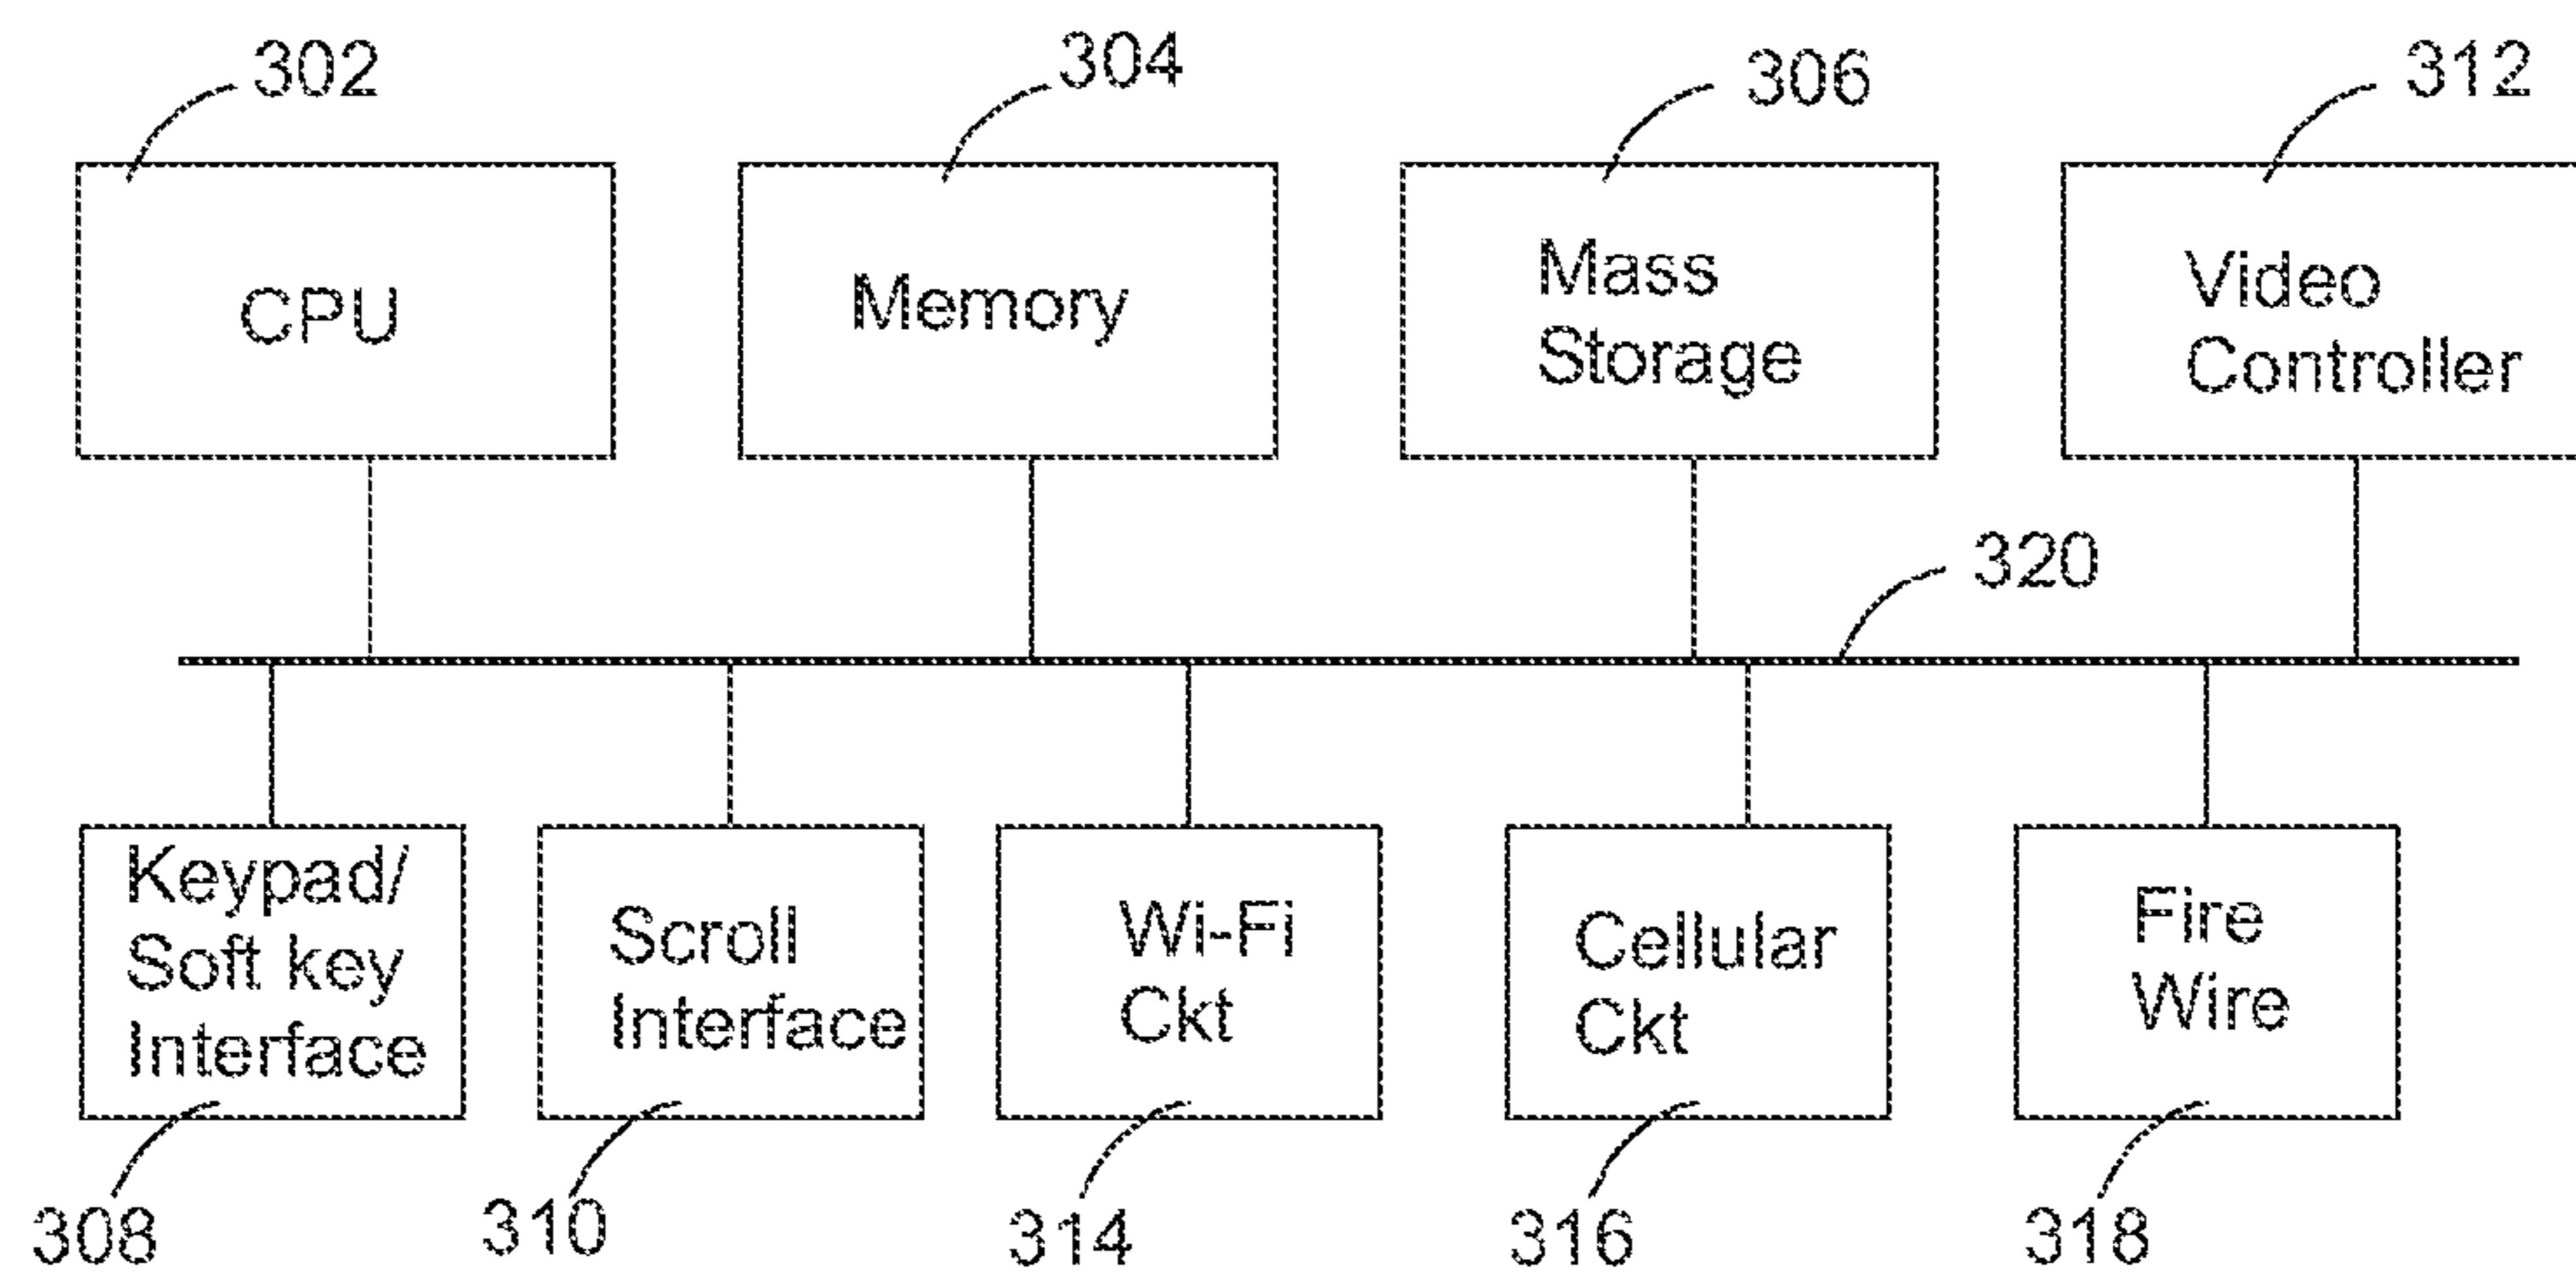 302
304
306
312
CPU
Memory
Mass
Storage
Video
Controller
320
Keypad/
Soft key
Interface
Scroll
Interface
Wi-Fi
Ckt
Cellular
Ckt
Fire
Wire
308
310
314
316
318